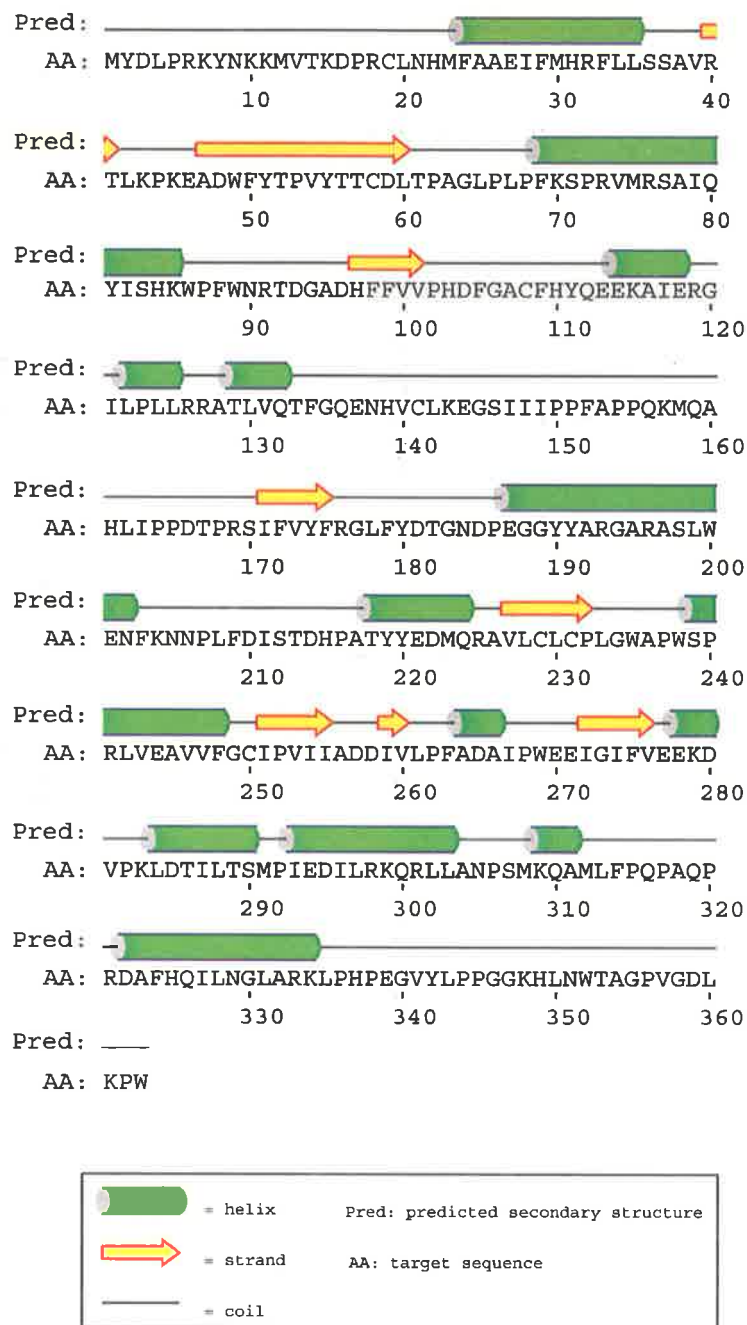 Pred:
AA: MYDLPRKYNKKMVTKDPRCLNHMFAAEIFMHRFLLSSAVR
10 20 30 40
Pred:
AA: TLKPKEADWFYTPVYTTCDLTPAGLPLPFKSPRVMRSAIQ
50 60 70 80
Pred:
AA: YISHKWPFWNRTDGADHFFVVPHDFGACFHYQEEKAIERG
90 100 110 120
Pred:
AA: ILPLLRRATLVQTFGQENHVCLKEGSIIIPPFAPPQKMQA
130 140 150 160
Pred:
AA: HLIPPDTPRSIFVYFRGLFYDTGNDPEGGYYARGARASLW
170 180 190 200
Pred:
AA: ENFKNNPLFDISTDHPATYYEDMQRAVLCLCPLGWAPWSP
210 220 230 240
Pred:
AA: RLVEAVVFGCIPVIIADDIVLPFADAIPWEEIGIFVEEKD
250 260 270 280
Pred:
AA: VPKLDTILTSMPIEDILRKQRLLANPSMKQAMLFPQPAQP
290 300 310 320
Pred:
AA: RDAFHQILNGLARKLPHPEGVYLPPGGKHLNWTAGPVGDL
330 340 350 360
Pred:
AA: KPW
= helix Pred: predicted secondary structure
= strand AA: target sequence
= coil